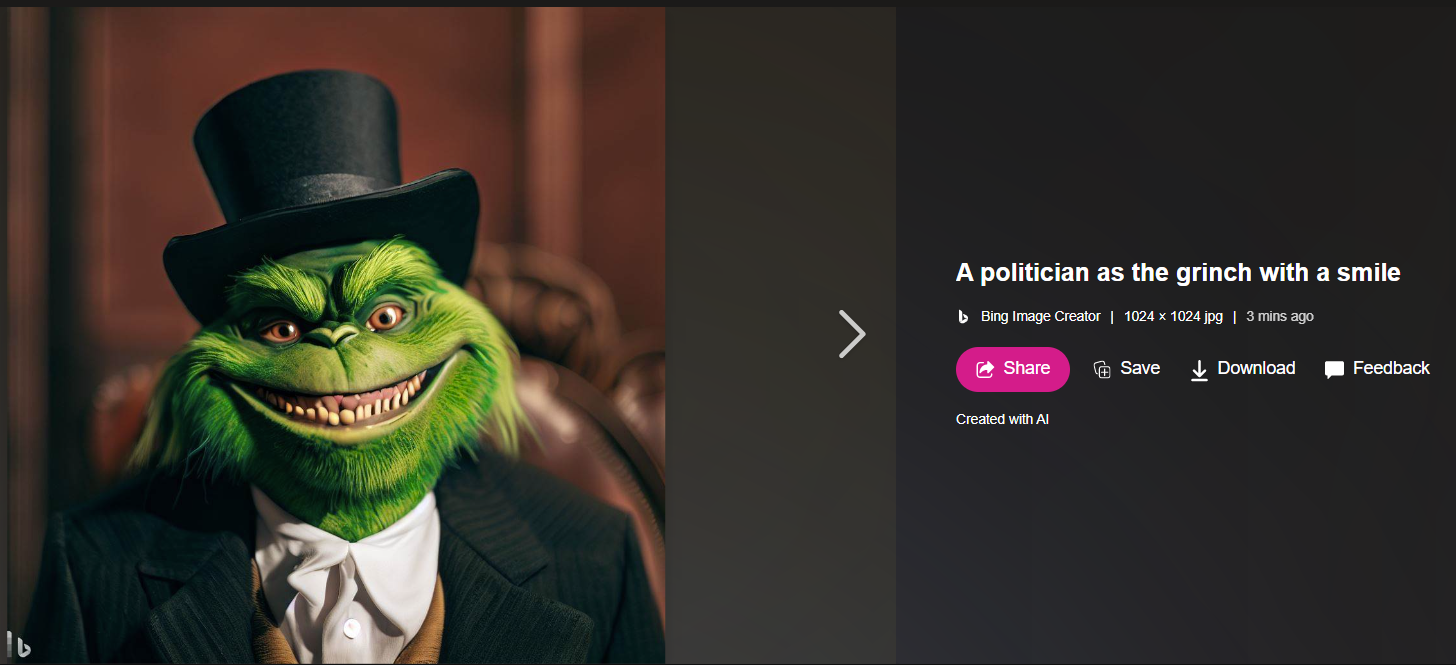 A politician as the grinch with a smile
Bing Image Creator | 1024 × 1024 jpg | 3 mins ago
Share Save Download Feedback
Created with AI